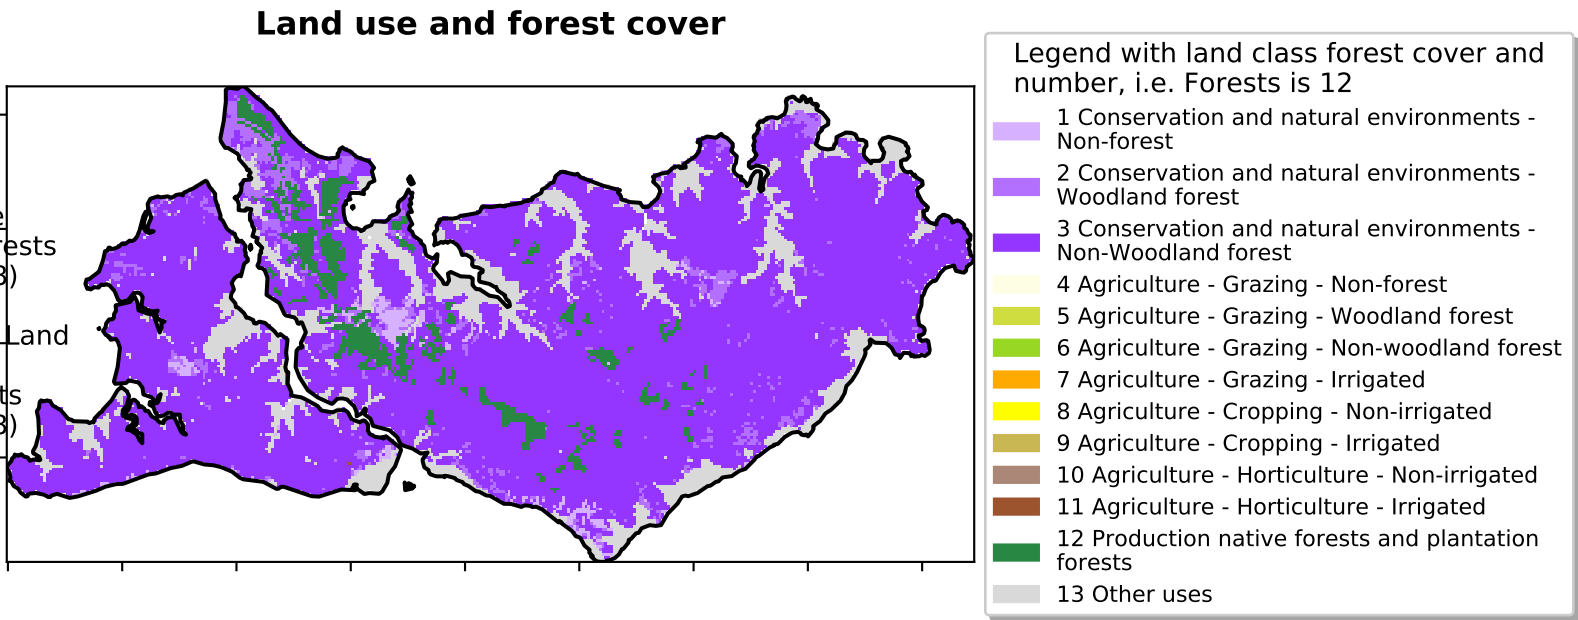 Land use and forest cover
Legend with land class forest cover and
number, i.e. Forests is 12
1 Conservation and natural environments -
Non-forest
2 Conservation and natural environments -
Woodland forest
3 Conservation and natural environments -
Non-Woodland forest
4 Agriculture - Grazing - Non-forest
5 Agriculture - Grazing - Woodland forest
6 Agriculture - Grazing - Non-woodland forest
7 Agriculture - Grazing - Irrigated
8 Agriculture - Cropping - Non-irrigated
9 Agriculture - Cropping - Irrigated
10 Agriculture - Horticulture - Non-irrigated
11 Agriculture - Horticulture - Irrigated
12 Production native forests and plantation
forests
13 Other uses
Land